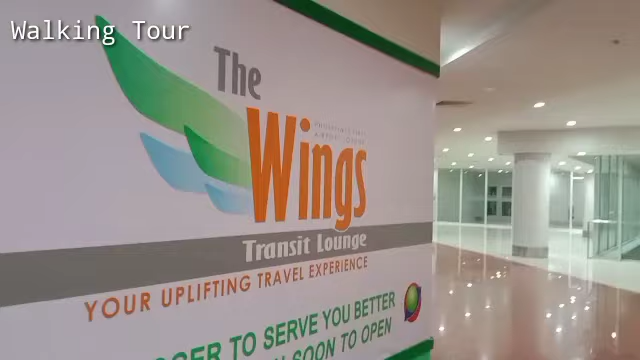 Walking Tour
The
Wings
Transit Lounge
YOUR UPLIFTING TRAVEL EXPERIENCE
TO SERVE YOU BETTER
SOON TO OPEN